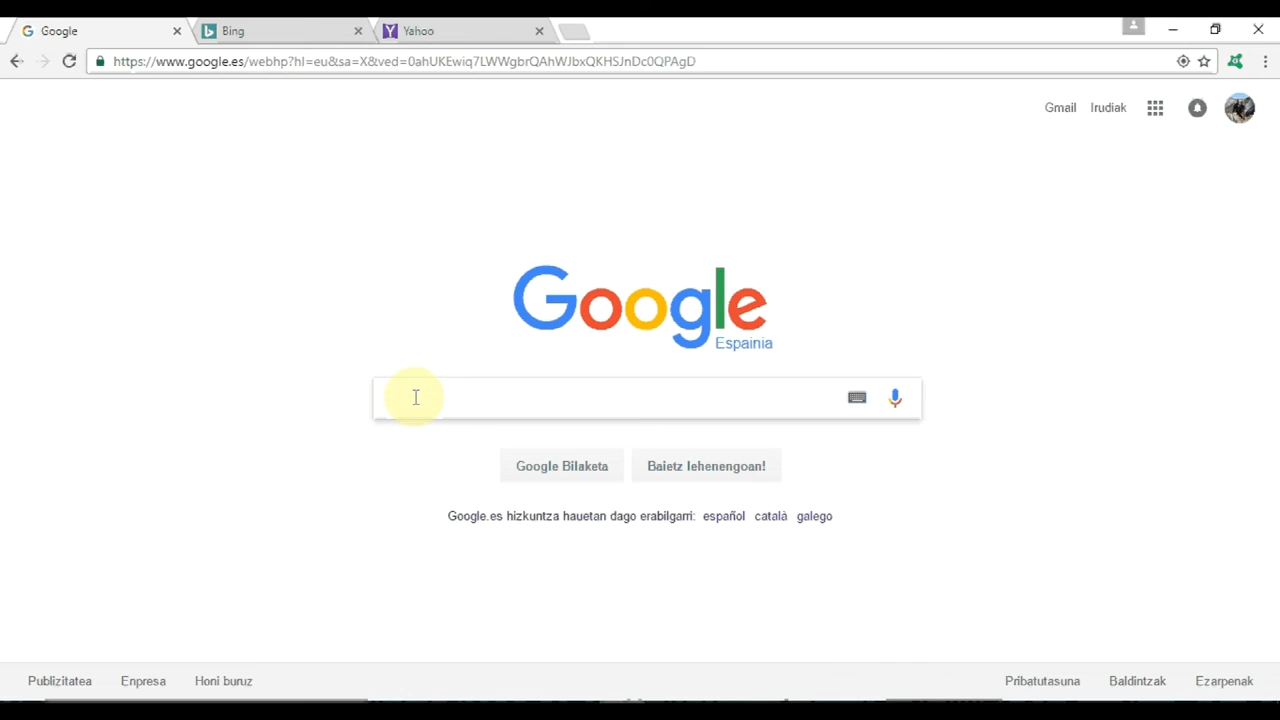 Google
Bing
Yahoo
https://www.google.es/webhp?hl=eu&sa=X&ved=0ahUKEwiq7LWWgbrQAhWJbxQKHSJnDc0QPAgD
Gmail Irudiak
Google
Espainia
Google Bilaketa Baietz lehenengoan!
Google.es hizkuntza hauetan dago erabilgarri: español català galego
Publizitatea Enpresa Honi buruz Pribatutasuna Baldintzak Ezarpenak